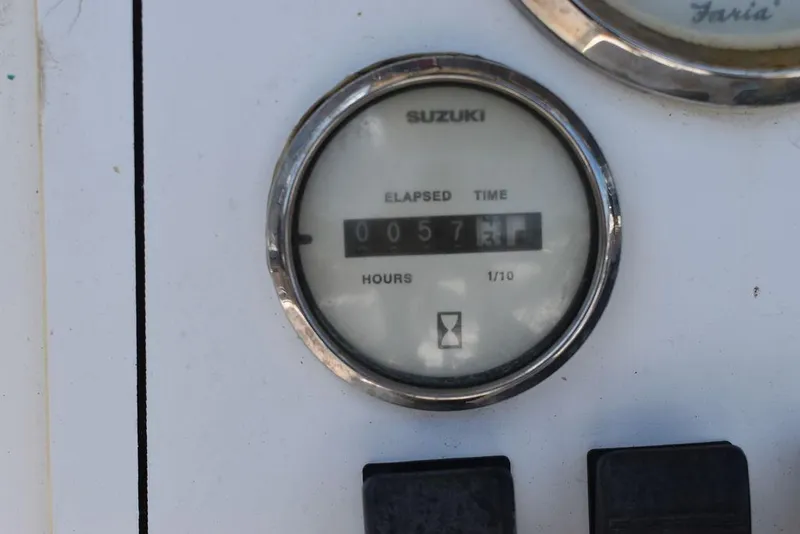 Faria
SUZUKI
ELAPSED TIME
0057
HOURS 1/10